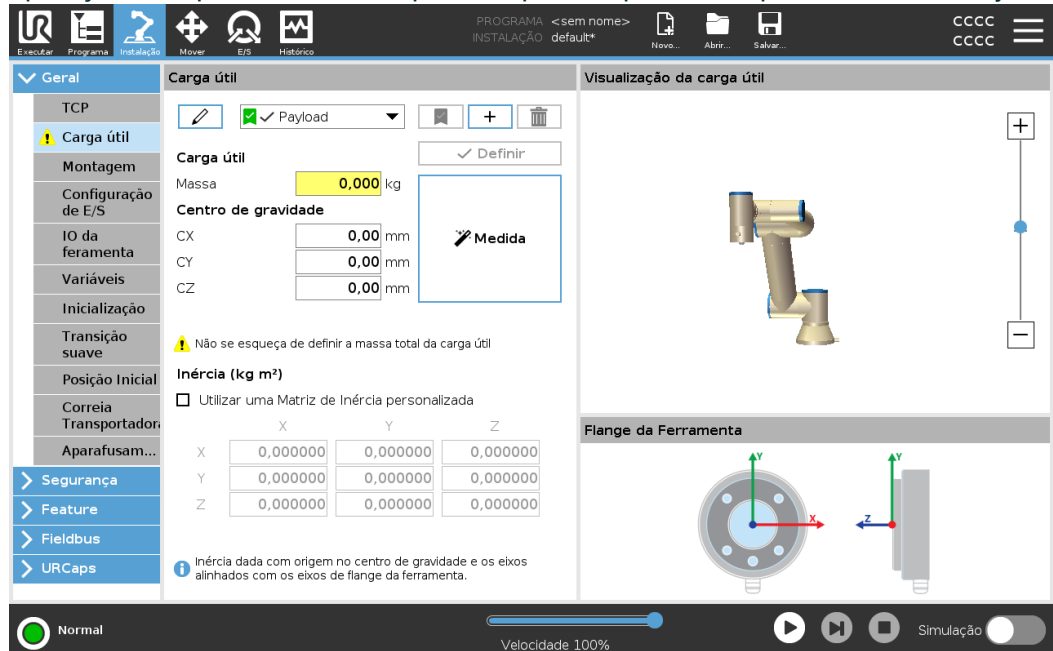 UR
PROGRAMA <sem nome>
INSTALAÇÃO default*
CCCC
CCCC
Executar Programa Instalação Mover E/S Histórico Novo... Abrir... Salvar...
Geral
TCP
Carga útil
Montagem
Configuração
de E/S
IO da
feramenta
Variáveis
Inicialização
Transição
suave
Posição Inicial
Correia
Transportador
Aparafusam...
Segurança
Feature
Fieldbus
URCaps
Carga útil
Payload
+
Carga útil
Definir
Massa 0,000 kg
Centro de gravidade
CX 0,00 mm
CY 0,00 mm
CZ 0,00 mm
Medida
Não se esqueça de definir a massa total da carga útil
Inércia (kg m²)
Utilizar uma Matriz de Inércia personalizada
X Y Z
X 0,000000 0,000000 0,000000
Y 0,000000 0,000000 0,000000
Z 0,000000 0,000000 0,000000
Inércia dada com origem no centro de gravidade e os eixos
alinhados com os eixos de flange da ferramenta.
Visualização da carga útil
+
−
Flange da Ferramenta
Y
X
Y
Z
Normal
Velocidade 100%
Simulação